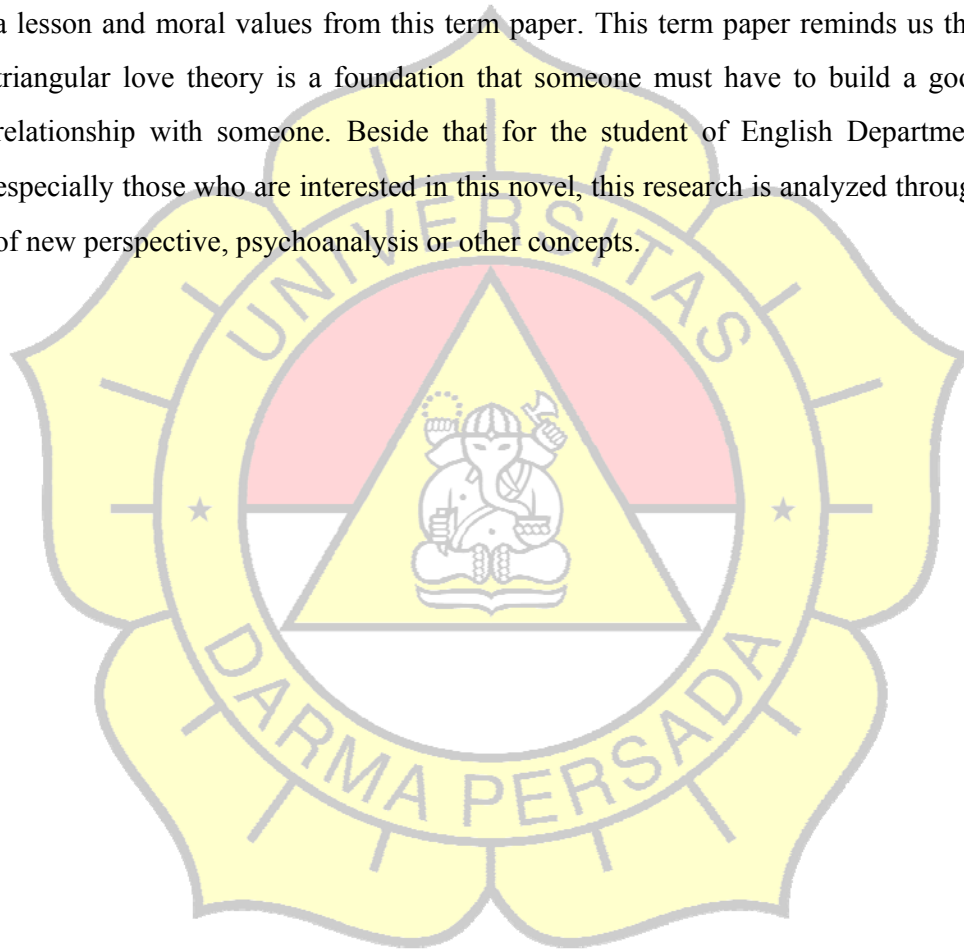 a lesson and moral values from this term paper. This term paper reminds us th
triangular love theory is a foundation that someone must have to build a goo
relationship with someone. Beside that for the student of English Departme
especially those who are interested in this novel, this research is analyzed throug
of new perspective, psychoanalysis or other concepts.
UNIVERSITAS
DARMA PERSADA